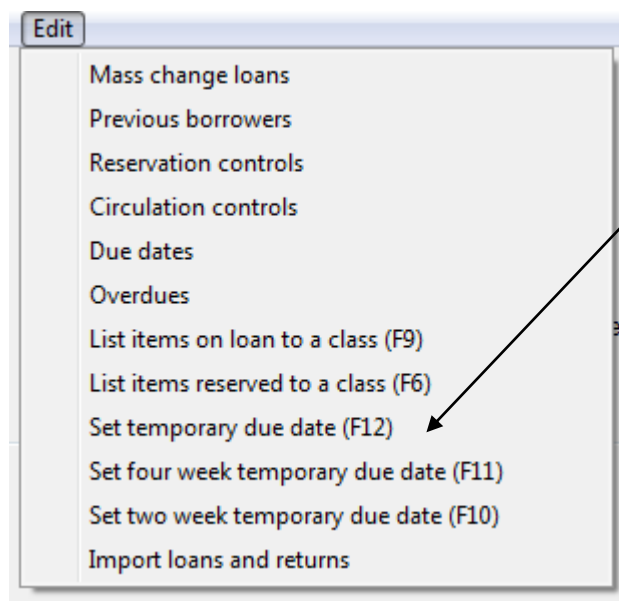 Edit
Mass change loans
Previous borrowers
Reservation controls
Circulation controls
Due dates
Overdues
List items on loan to a class (F9)
List items reserved to a class (F6)
Set temporary due date (F12)
Set four week temporary due date (F11)
Set two week temporary due date (F10)
Import loans and returns